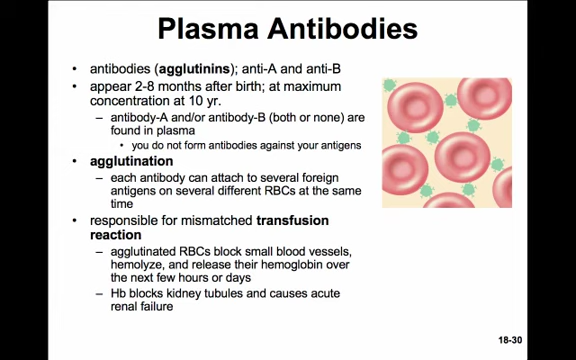 Plasma Antibodies
• antibodies (agglutinins); anti-A and anti-B
• appear 2-8 months after birth; at maximum
concentration at 10 yr.
– antibody-A and/or antibody-B (both or none) are
found in plasma
• you do not form antibodies against your antigens
• agglutination
– each antibody can attach to several foreign
antigens on several different RBCs at the same
time
• responsible for mismatched transfusion
reaction
– agglutinated RBCs block small blood vessels,
hemolyze, and release their hemoglobin over
the next few hours or days
– Hb blocks kidney tubules and causes acute
renal failure
18-30